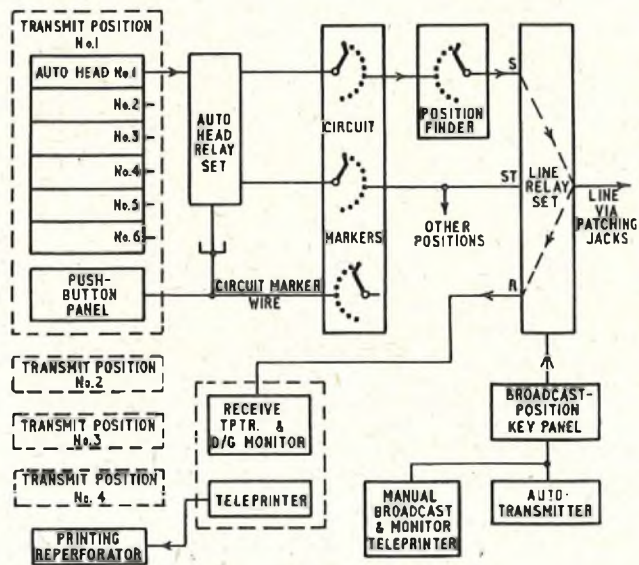 TRANSMIT POSITION
No.1
AUTO HEAD No.1
No.2
No.3
No.4
No.5
No.6
PUSH-
BUTTON
PANEL
AUTO
HEAD
RELAY
SET
CIRCUIT
MARKERS
CIRCUIT MARKER
WIRE
POSITION
FINDER
S
ST
R
OTHER
POSITIONS
LINE
RELAY
SET
LINE
VIA
PATCHING
JACKS
TRANSMIT POSITION
No.2
TRANSMIT POSITION
No.3
TRANSMIT POSITION
No. 4
PRINTING
REPERFORATOR
RECEIVE
TPTR. &
D/G MONITOR
TELEPRINTER
BROADCAST-
POSITION
KEY PANEL
MANUAL
BROADCAST
& MONITOR
TELEPRINTER
AUTO-
TRANSMITTER